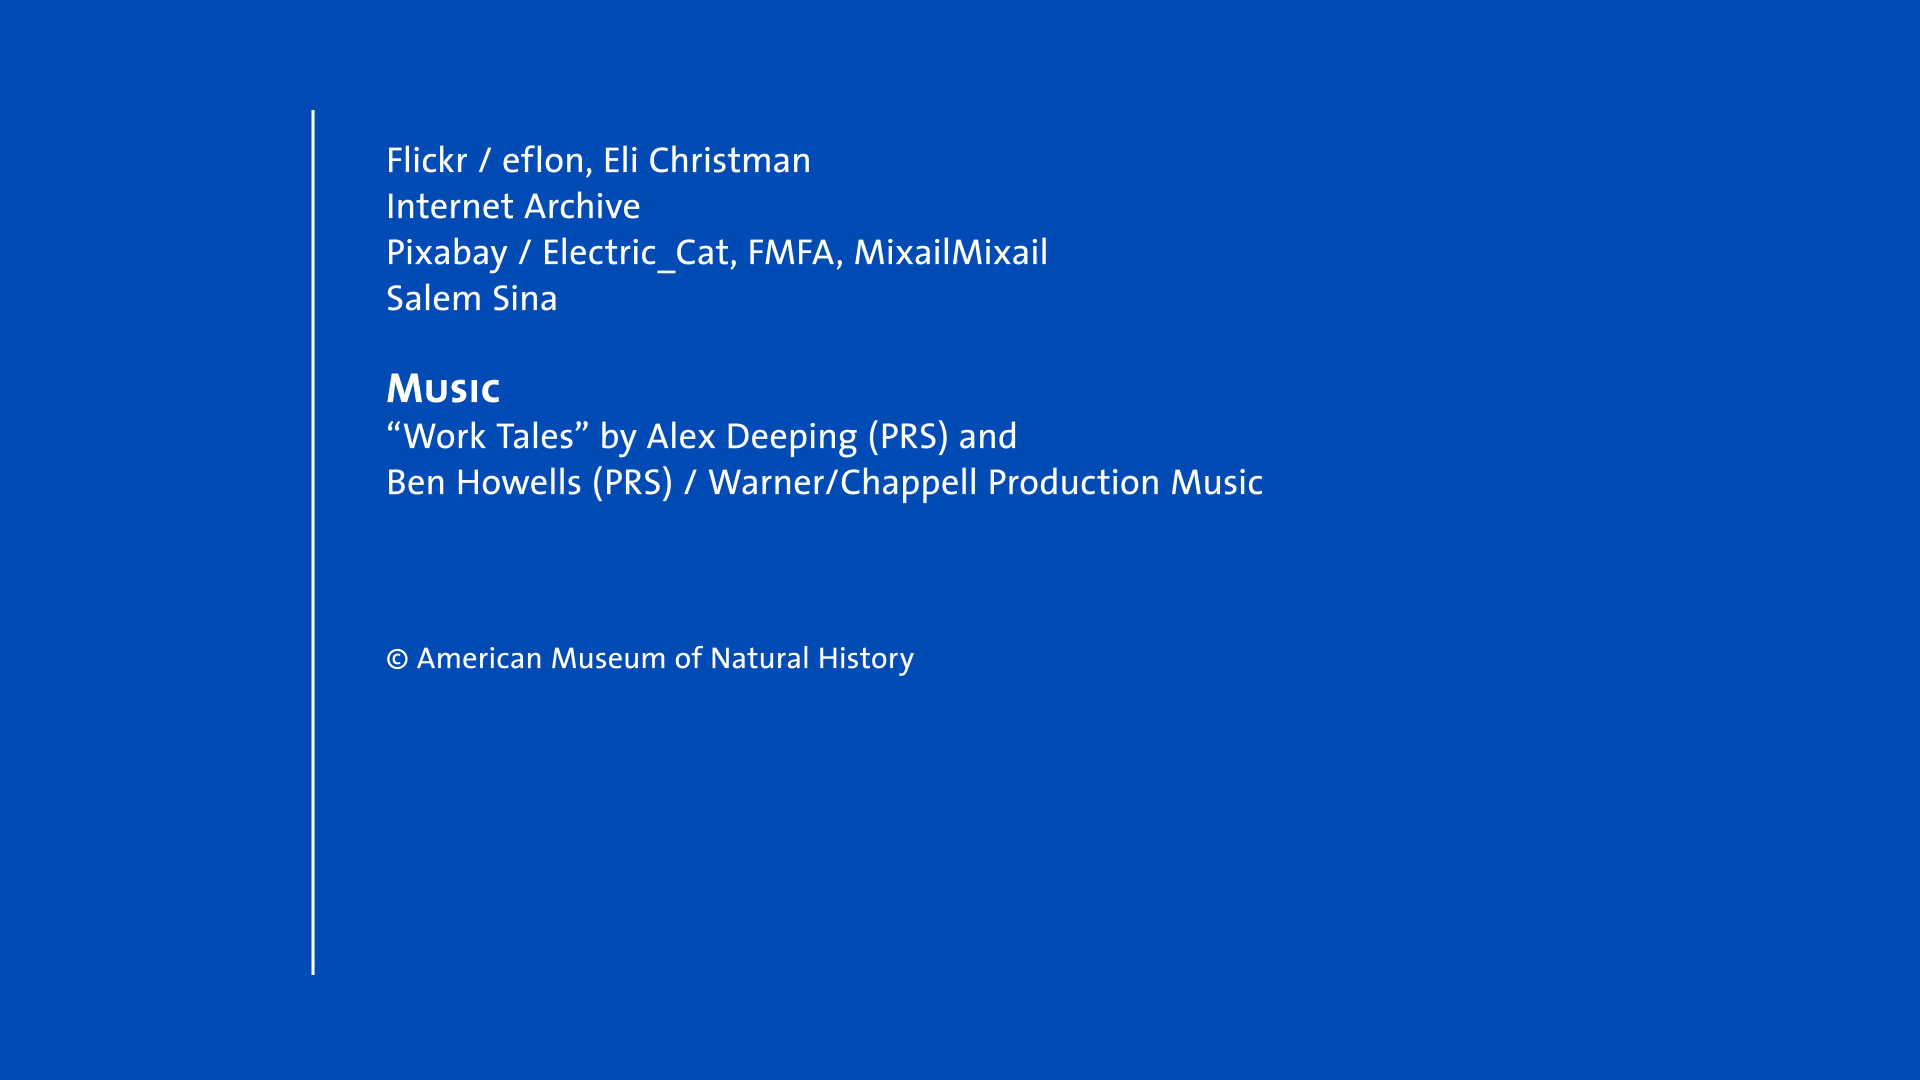 Flickr / eflon, Eli Christman
Internet Archive
Pixabay / Electric_Cat, FMFA, MixailMixail
Salem Sina
Music
“Work Tales” by Alex Deeping (PRS) and
Ben Howells (PRS) / Warner/Chappell Production Music
© American Museum of Natural History